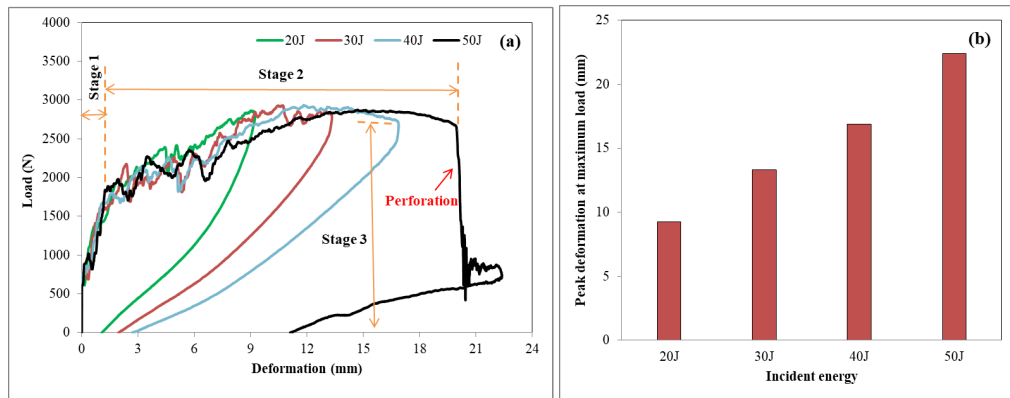 4000
3500
3000
2500
2000
1500
1000
500
0
Load (N)
20J 30J 40J 50J
(a)
Stage 1
Stage 2
Perforation
Stage 3
0 3 6 9 12 15 18 21 24
Deformation (mm)
25
20
15
10
5
0
Peak deformation at maximum load (mm)
(b)
20J 30J 40J 50J
Incident energy